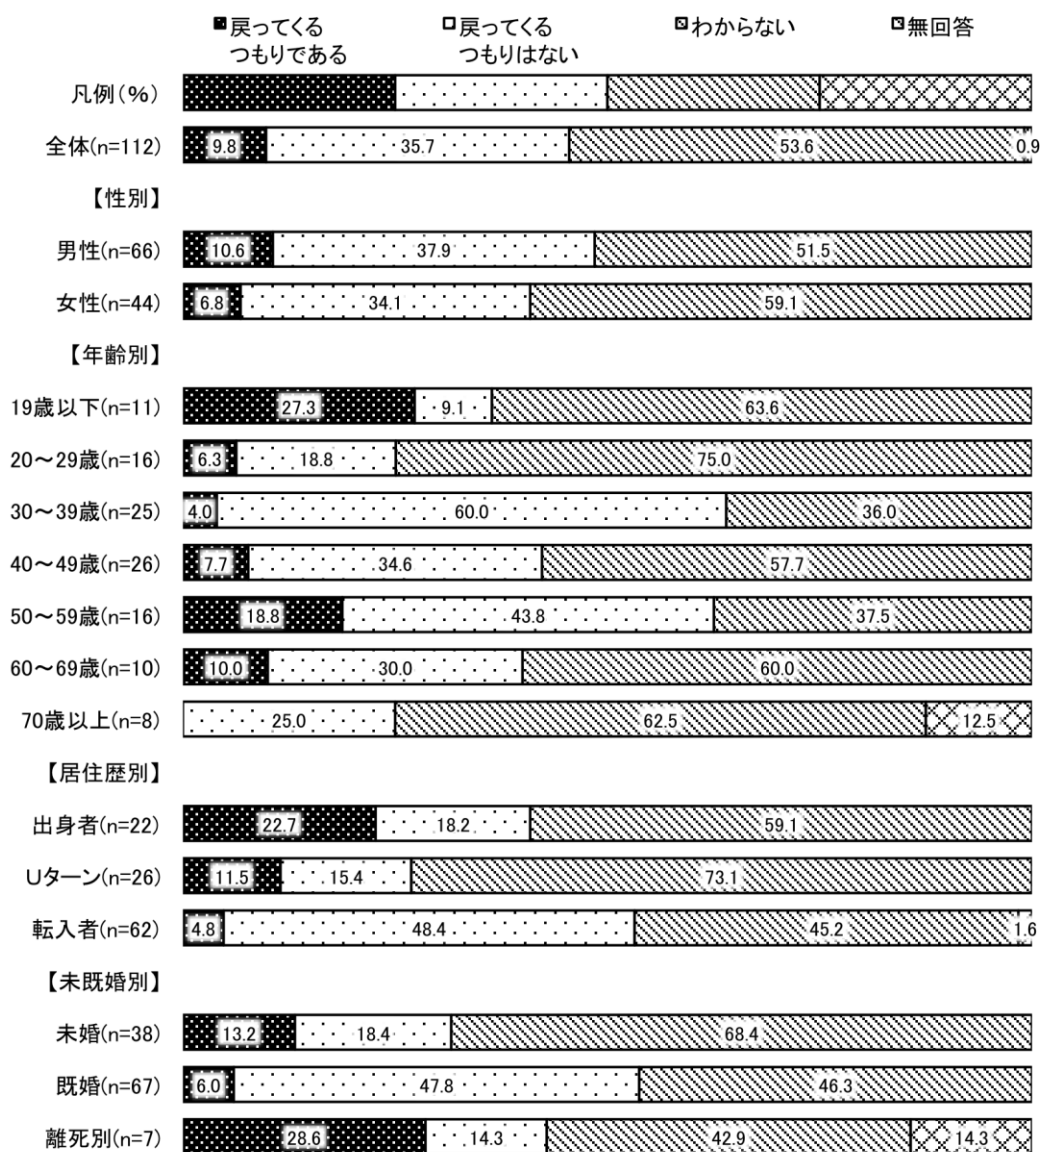 戻ってくる 戻ってくる わからない 無回答
つもりである つもりはない
凡例(%)
全体(n=112) 9.8 35.7 53.6 0.9
【性別】
男性(n=66) 10.6 37.9 51.5
女性(n=44) 6.8 34.1 59.1
【年齢別】
19歳以下(n=11) 27.3 9.1 63.6
20～29歳(n=16) 6.3 18.8 75.0
30～39歳(n=25) 4.0 60.0 36.0
40～49歳(n=26) 7.7 34.6 57.7
50～59歳(n=16) 18.8 43.8 37.5
60～69歳(n=10) 10.0 30.0 60.0
70歳以上(n=8) 25.0 62.5 12.5
【居住歴別】
出身者(n=22) 22.7 18.2 59.1
Uターン(n=26) 11.5 15.4 73.1
転入者(n=62) 4.8 48.4 45.2 1.6
【未既婚別】
未婚(n=38) 13.2 18.4 68.4
既婚(n=67) 6.0 47.8 46.3
離死別(n=7) 28.6 14.3 42.9 14.3